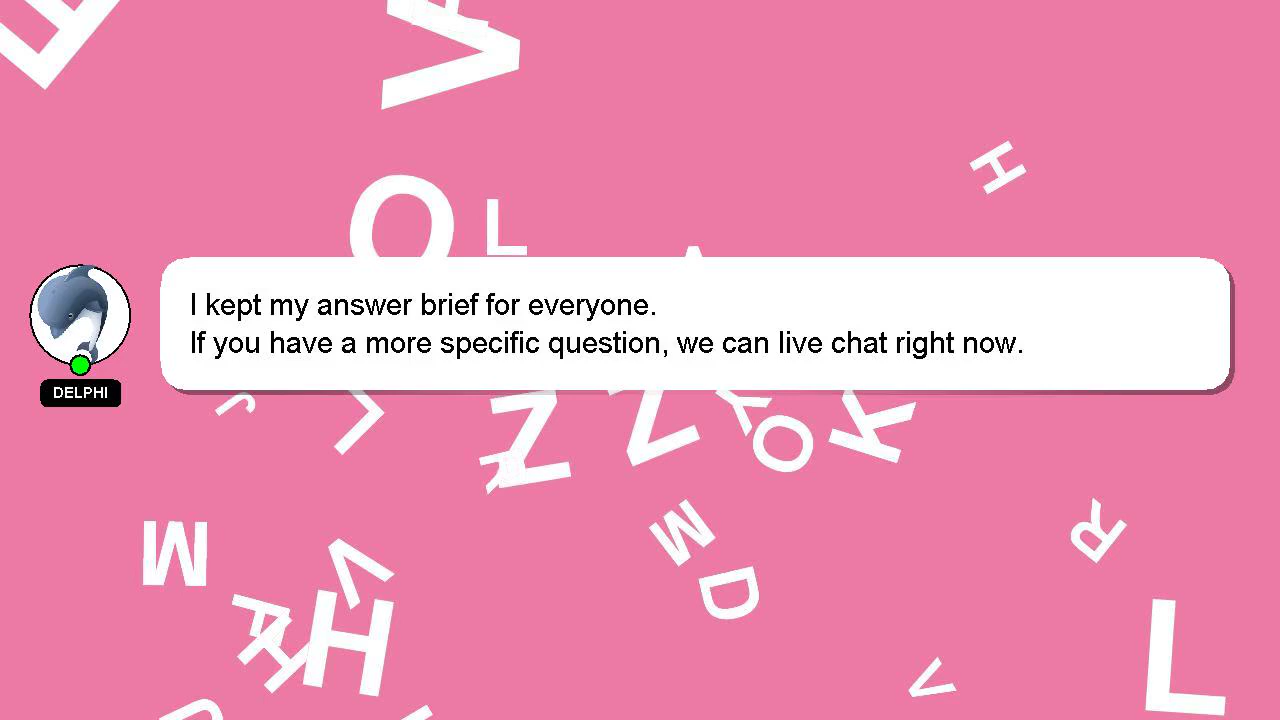 I kept my answer brief for everyone.
If you have a more specific question, we can live chat right now.
DELPHI
V
O
L
H
J
L
Z
Z
Y
O
K
R
M
M
D
R
V
H
H
L
V